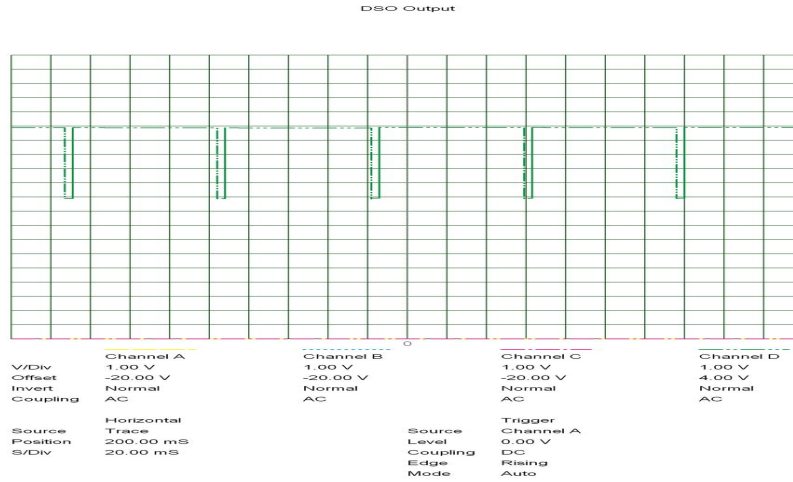 DSO Output
0
Channel A Channel B Channel C Channel D
V/Div 1.00 V 1.00 V 1.00 V 1.00 V
Offset -20.00 V -20.00 V -20.00 V 4.00 V
Invert Normal Normal Normal Normal
Coupling AC AC AC AC
Horizontal Trigger
Source Trace Source Channel A
Position 200.00 mS Level 0.00 V
S/Div 20.00 mS Coupling DC
Edge Rising
Mode Auto